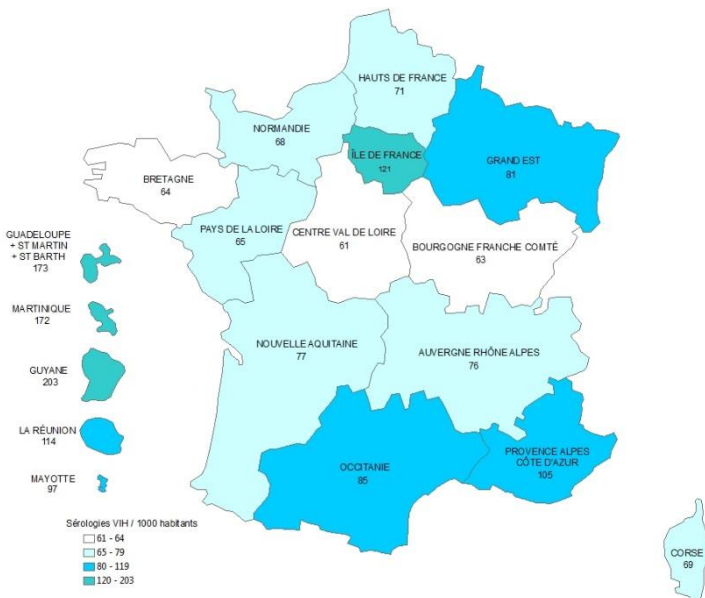 HAUTS DE FRANCE
71
NORMANDIE
68
ÎLE DE FRANCE
121
GRAND EST
81
BRETAGNE
64
PAYS DE LA LOIRE
65
CENTRE VAL DE LOIRE
61
BOURGOGNE FRANCHE COMTÉ
63
GUADELOUPE
+ ST MARTIN
+ ST BARTH
173
MARTINIQUE
172
GUYANE
203
LA RÉUNION
114
MAYOTTE
97
NOUVELLE AQUITAINE
77
AUVERGNE RHÔNE ALPES
76
OCCITANIE
85
PROVENCE ALPES
CÔTE D'AZUR
105
CORSE
69
Sérologies VIH / 1000 habitants
61 - 64
65 - 79
80 - 119
120 - 203